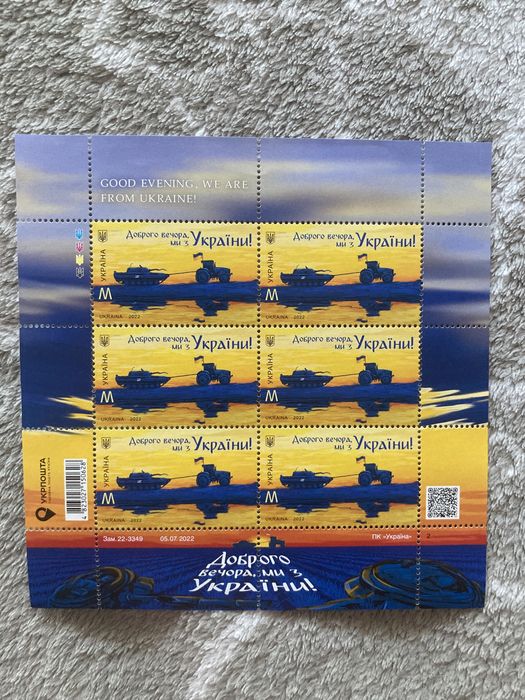 GOOD EVENING, WE ARE
FROM UKRAINE!
Доброго вечора,
ми з України!
УКРАЇНА
M
UKRAINA 2022
Доброго вечора,
ми з України!
УКРАЇНА
M
UKRAINA 2022
Доброго вечора,
ми з України!
УКРАЇНА
M
UKRAINA 2022
Доброго вечора,
ми з України!
УКРАЇНА
M
UKRAINA 2022
Доброго вечора,
ми з України!
УКРАЇНА
M
UKRAINA 2022
Доброго вечора,
ми з України!
УКРАЇНА
M
UKRAINA 2022
УКРПОШТА
Зам. 22-3349
05.07.2022
ПК «Україна»
2
Доброго
вечора, ми з
України!